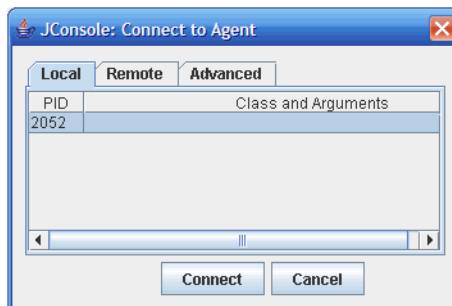 JConsole: Connect to Agent
Local Remote Advanced
PID Class and Arguments
2052
Connect Cancel